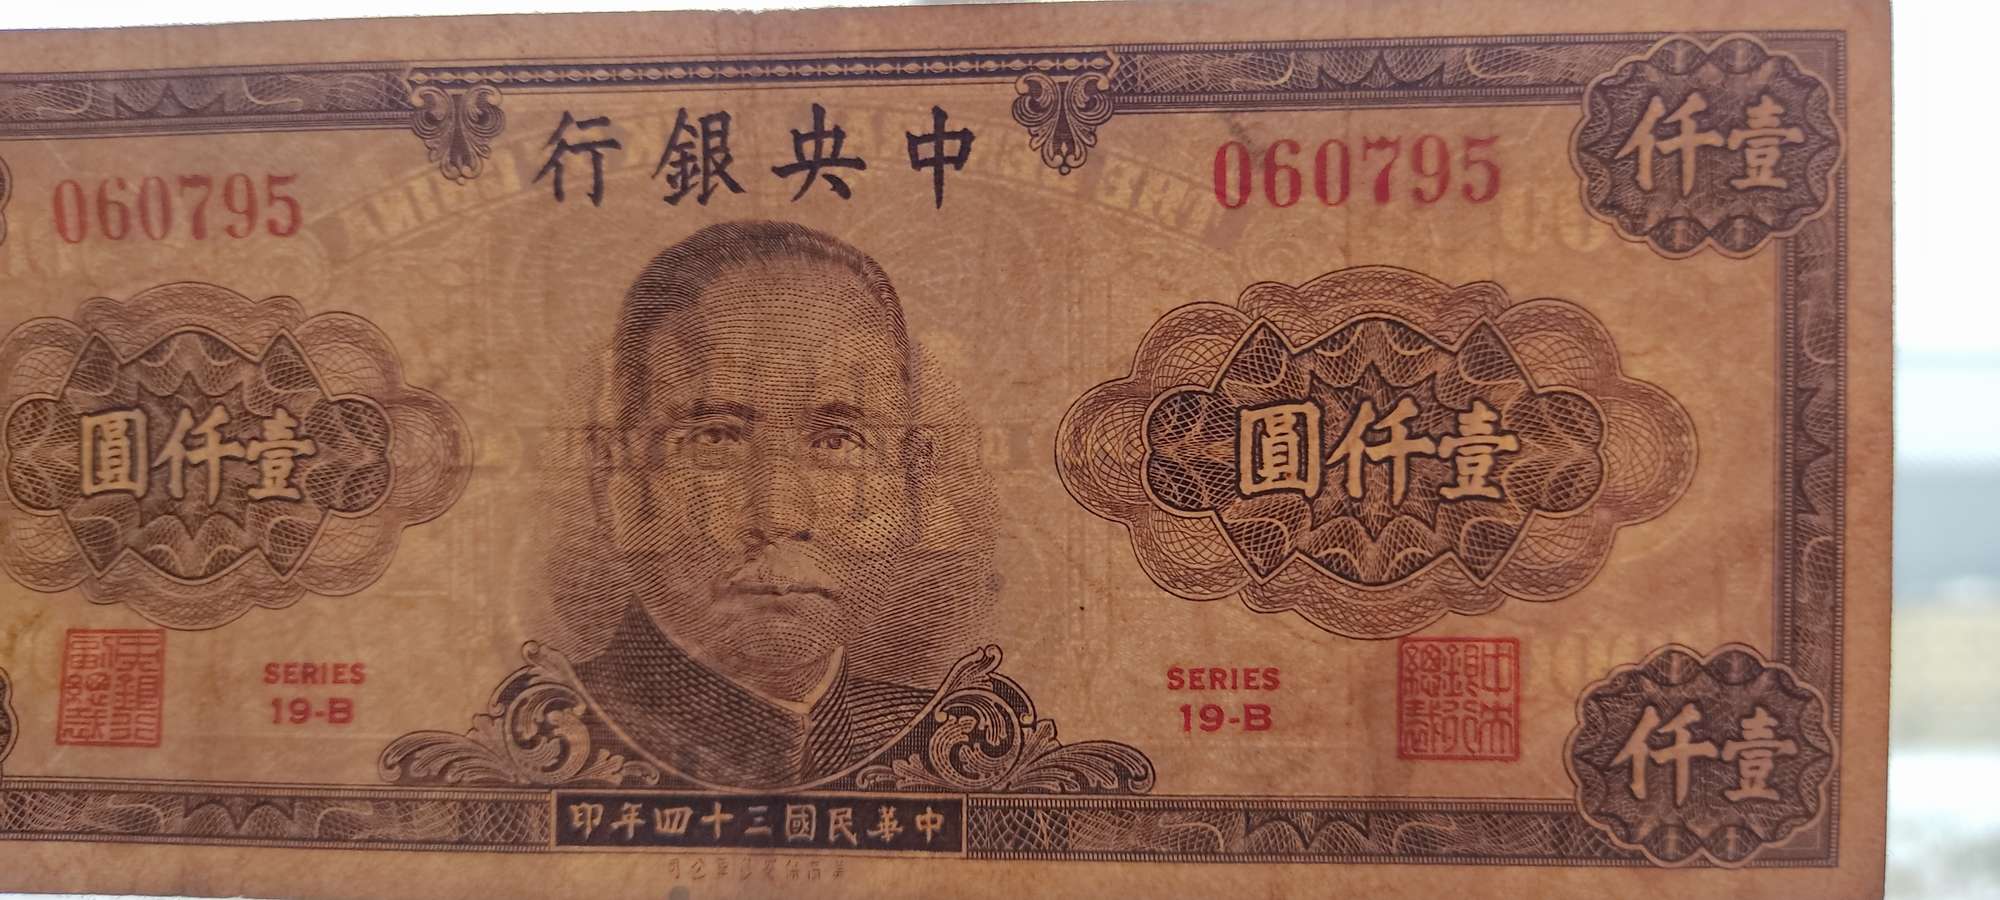 壹仟
中央銀行
060795
060795
壹仟圓
壹仟圓
SERIES
19-B
SERIES
19-B
壹仟
中華民國三十四年印